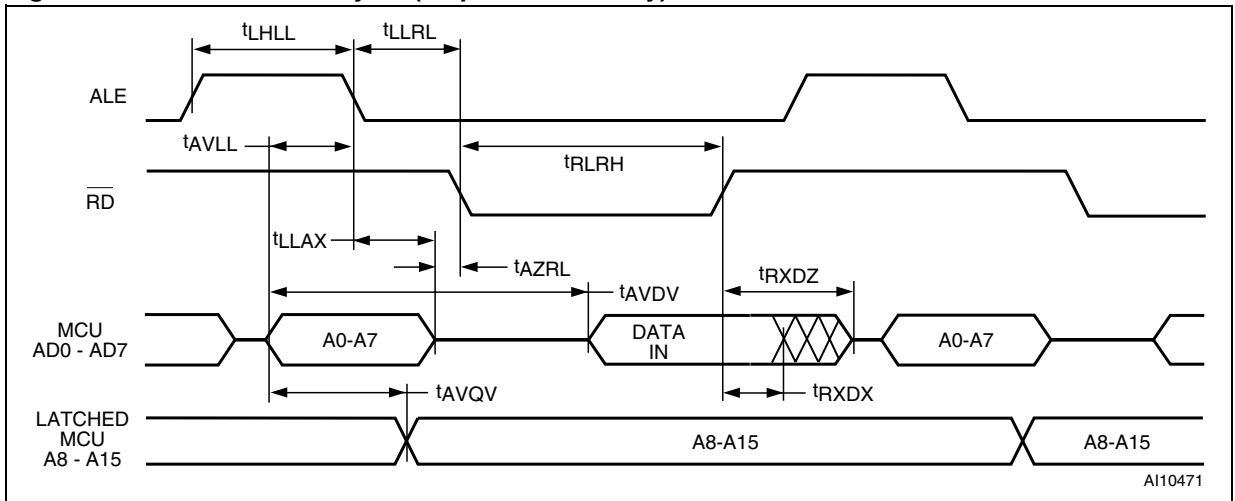 tLHLL
tLLRL
ALE
tAVLL
tRLRH
RD
tLLAX
tAZRL
tRXDZ
tAVDV
MCU
AD0 - AD7
A0-A7
DATA
IN
A0-A7
tAVQV
tRXDX
LATCHED
MCU
A8 - A15
A8-A15
A8-A15
AI10471